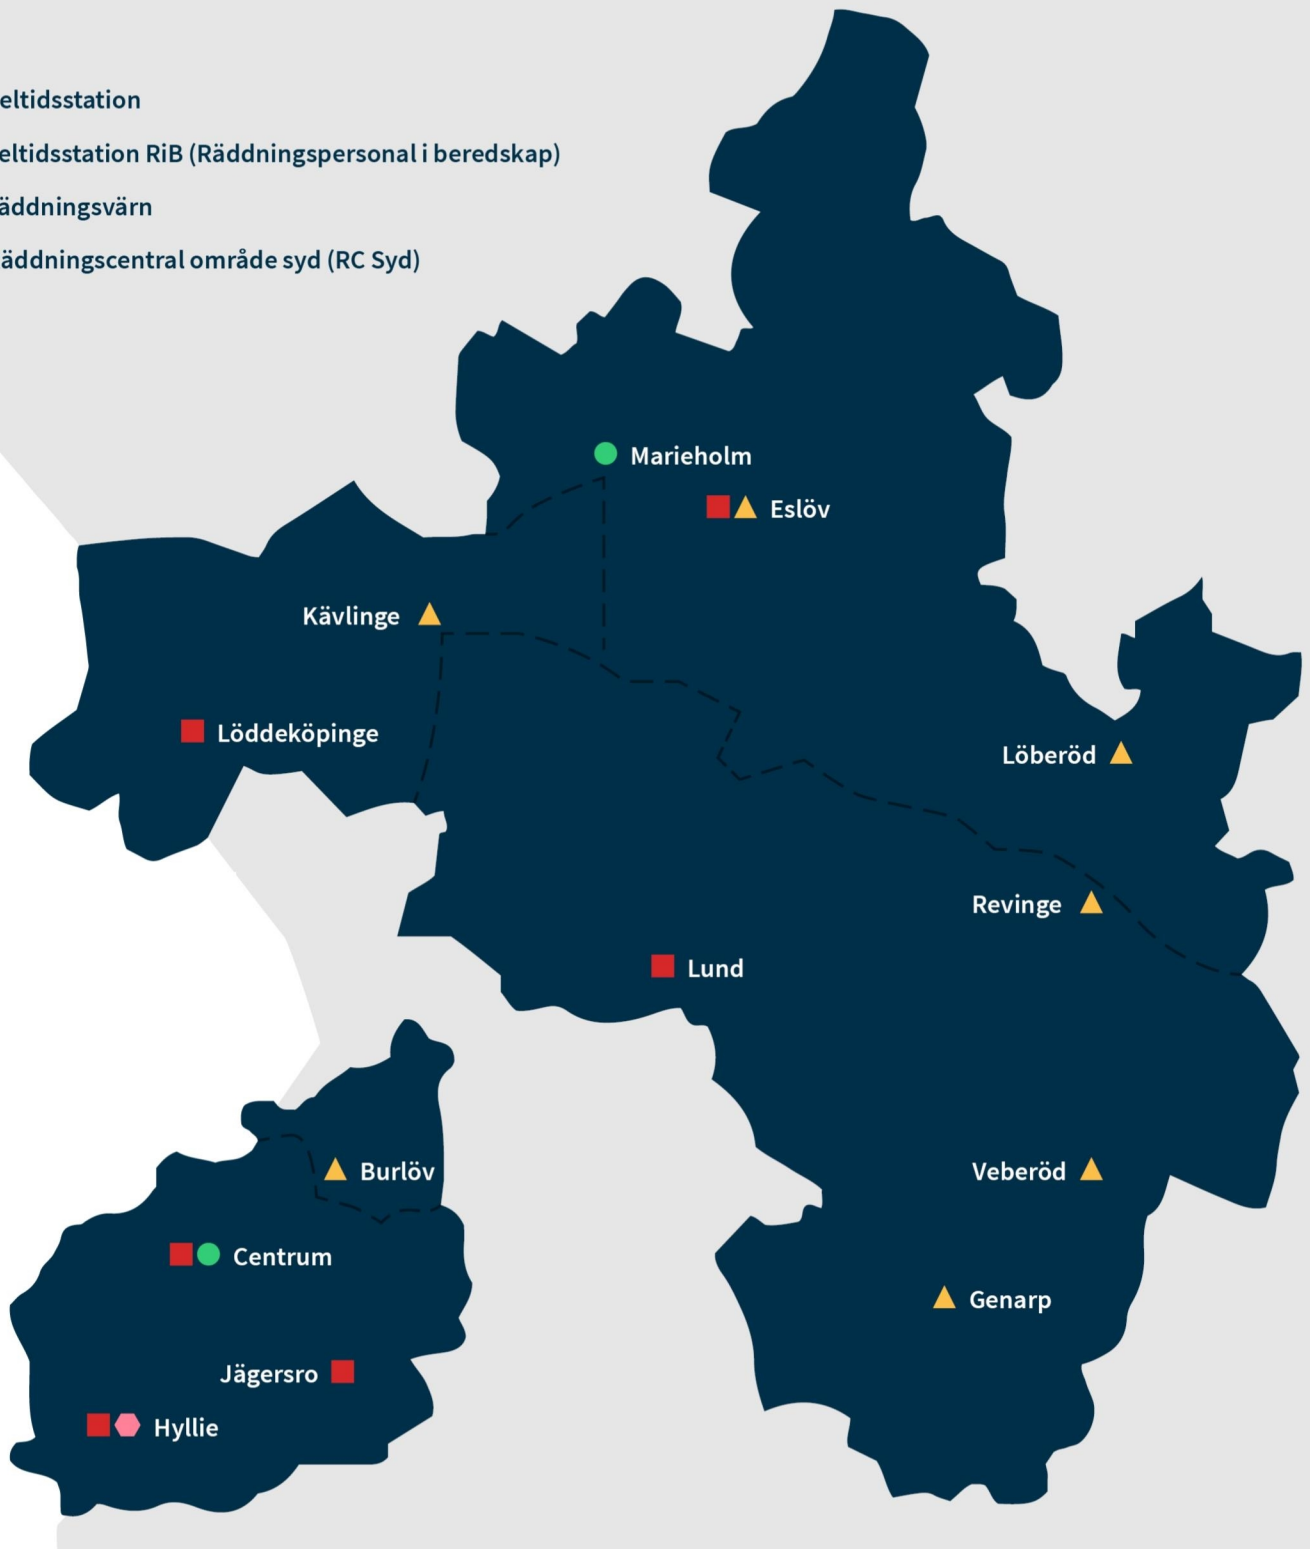 eltidsstation
eltidsstation RiB (Räddningspersonal i beredskap)
äddningsvärn
äddningscentral område syd (RC Syd)
Marieholm
Eslöv
Kävlinge
Löddeköpinge
Löberöd
Revinge
Lund
Burlöv
Veberöd
Centrum
Genarp
Jägersro
Hyllie